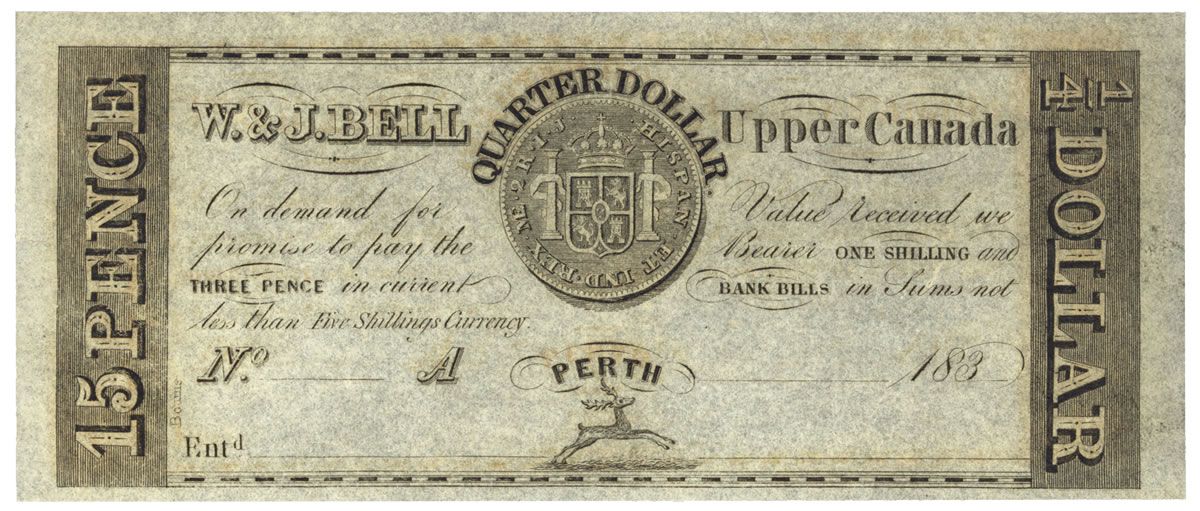 15 PENCE
W. & J. BELL
QUARTER DOLLAR.
Upper Canada
On demand for Value received we
promise to pay the Bearer ONE SHILLING and
THREE PENCE in current BANK BILLS in Sums not
less than Five Shillings Currency.
HISPAN ET IND·REX M·2R·I·J·
No. A PERTH 183
Entd
Bourne
1/4 DOLLAR